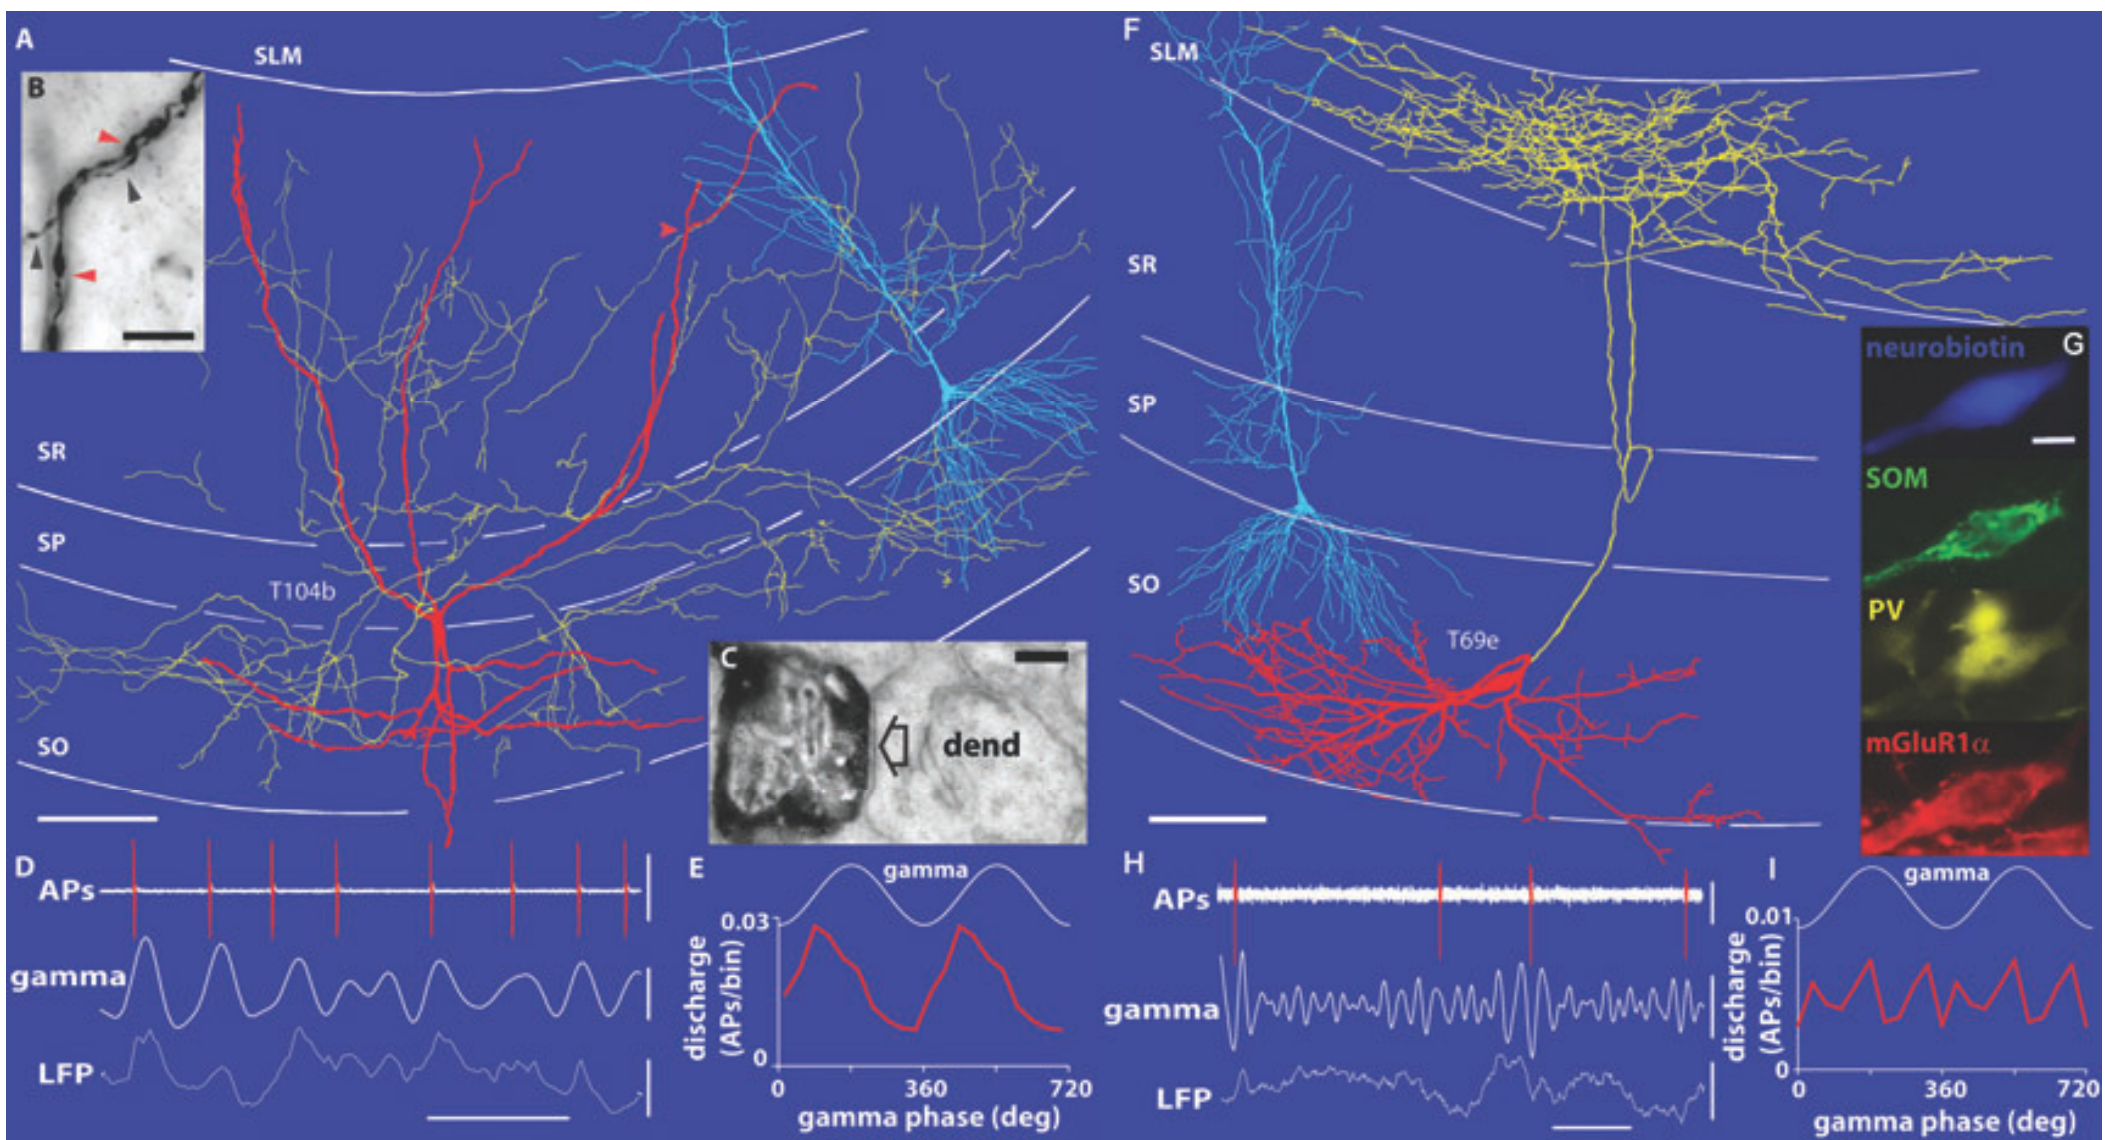 A
SLM
B
SR
SP
T104b
SO
C
dend
D
APs
gamma
LFP
E
gamma
0.03
discharge
(APs/bin)
0
0 360 720
gamma phase (deg)
F
SLM
SR
SP
SO
T69e
neurobiotin G
SOM
PV
mGluR1α
H
APs
gamma
LFP
I
gamma
0.01
discharge
(APs/bin)
0
0 360 720
gamma phase (deg)